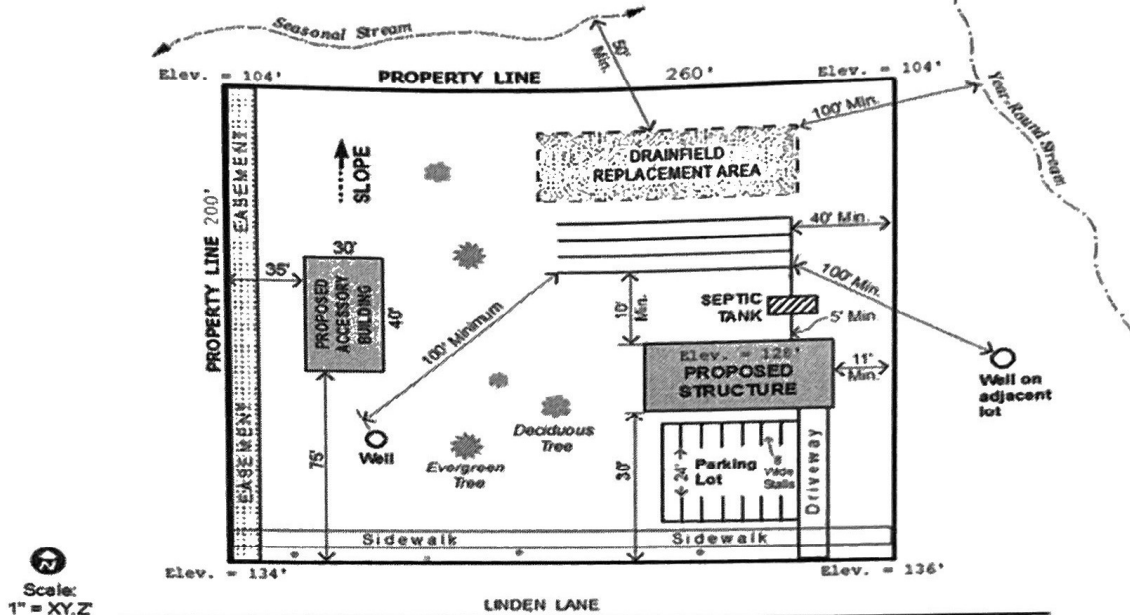 Seasonal Stream
50'
Min.
Elev. = 104'
PROPERTY LINE
260'
Elev. = 104'
100' Min.
Year-Round Stream
EASEMENT
SLOPE
DRAINFIELD
REPLACEMENT AREA
PROPERTY LINE 200'
40' Min.
35'
30'
PROPOSED
ACCESSORY
BUILDING
40'
100' Minimum
10'
Min.
SEPTIC
TANK
100' Min.
5' Min
Elev. = 128'
PROPOSED
STRUCTURE
11'
Min.
Well on
adjacent
lot
EASEMENT
75'
Well
Deciduous
Tree
Evergreen
Tree
30'
24'
Parking
Lot
8'
Wide
Stalls
Driveway
Sidewalk
Sidewalk
Elev. = 134'
Elev. = 136'
N
Scale:
1" = XY.Z'
LINDEN LANE